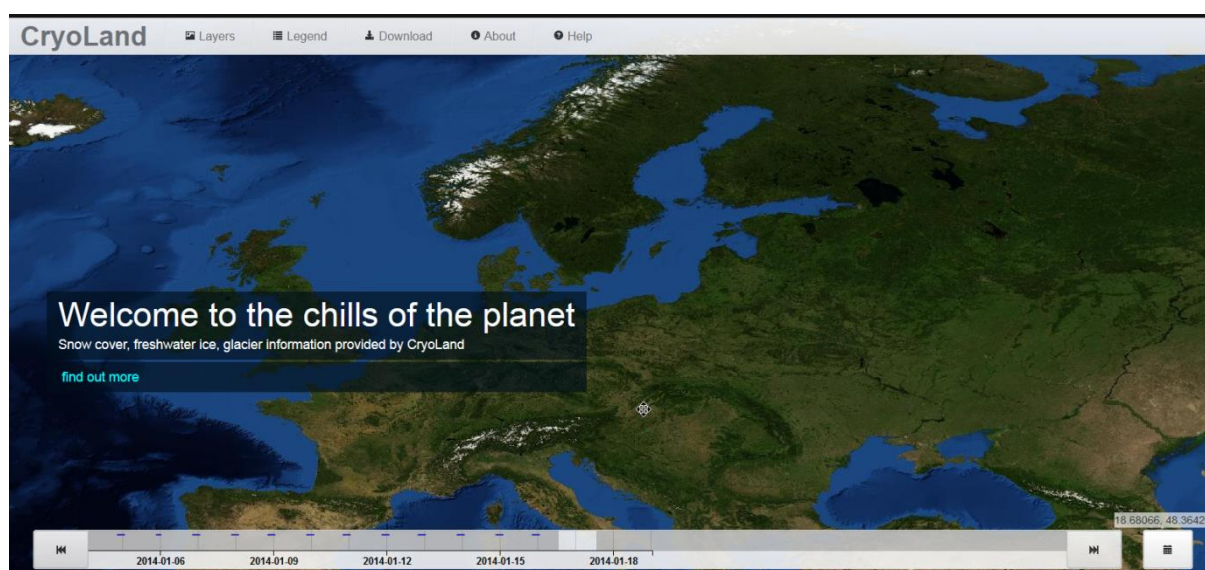 CryoLand Layers Legend Download About Help
Welcome to the chills of the planet
Snow cover, freshwater ice, glacier information provided by CryoLand
find out more
18.68066, 48.3642
2014-01-06 2014-01-09 2014-01-12 2014-01-15 2014-01-18